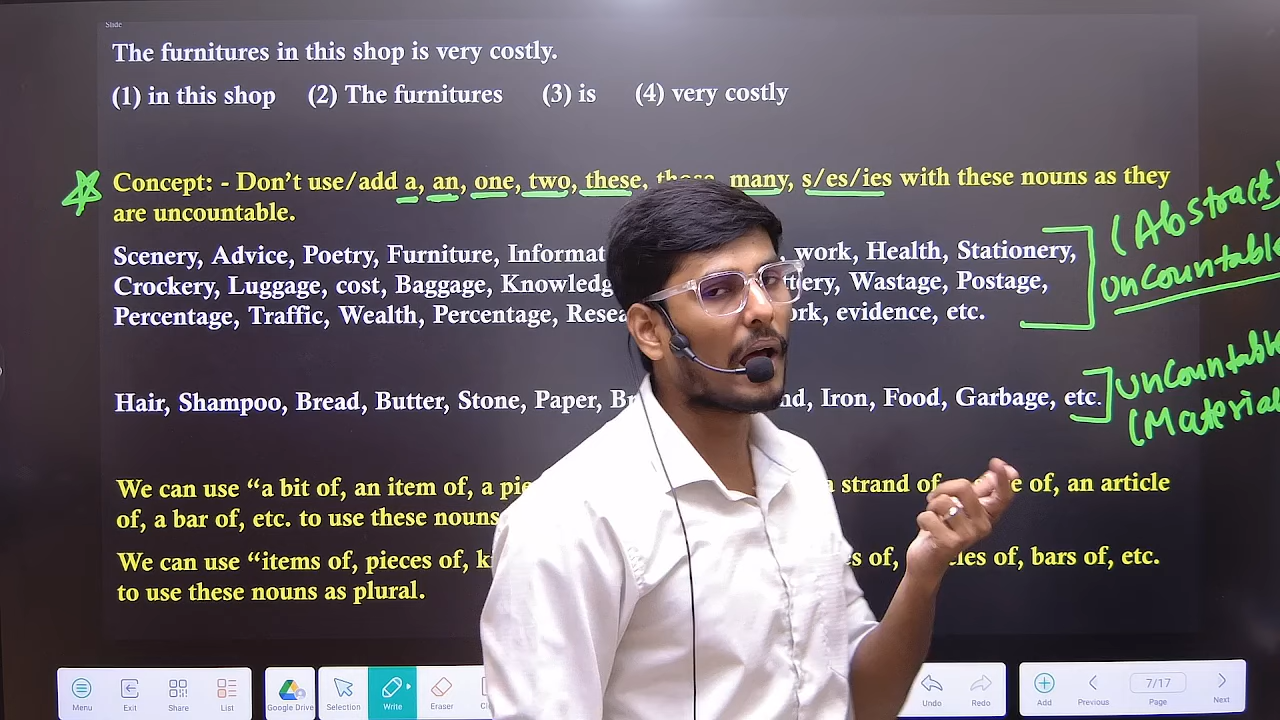 Slide
The furnitures in this shop is very costly.
(1) in this shop (2) The furnitures (3) is (4) very costly
Concept: - Don't use/add a, an, one, two, these, those, many, s/es/ies with these nouns as they
are uncountable.
Scenery, Advice, Poetry, Furniture, work, Health, Stationery,
Crockery, Luggage, cost, Baggage, Wastage, Postage,
Percentage, Traffic, Wealth, Percentage, evidence, etc.
(Abstract)
Uncountable
Hair, Shampoo, Bread, Butter, Stone, Paper, Iron, Food, Garbage, etc.
Uncountable
(Material
We can use “a bit of, an item of, a strand of, of, an article
of, a bar of, etc. to use these nouns
We can use “items of, pieces of, of, bars of, etc.
to use these nouns as plural.
Menu Exit Share List Google Drive Selection Write Eraser Undo Redo Add Previous 7/17 Page Next